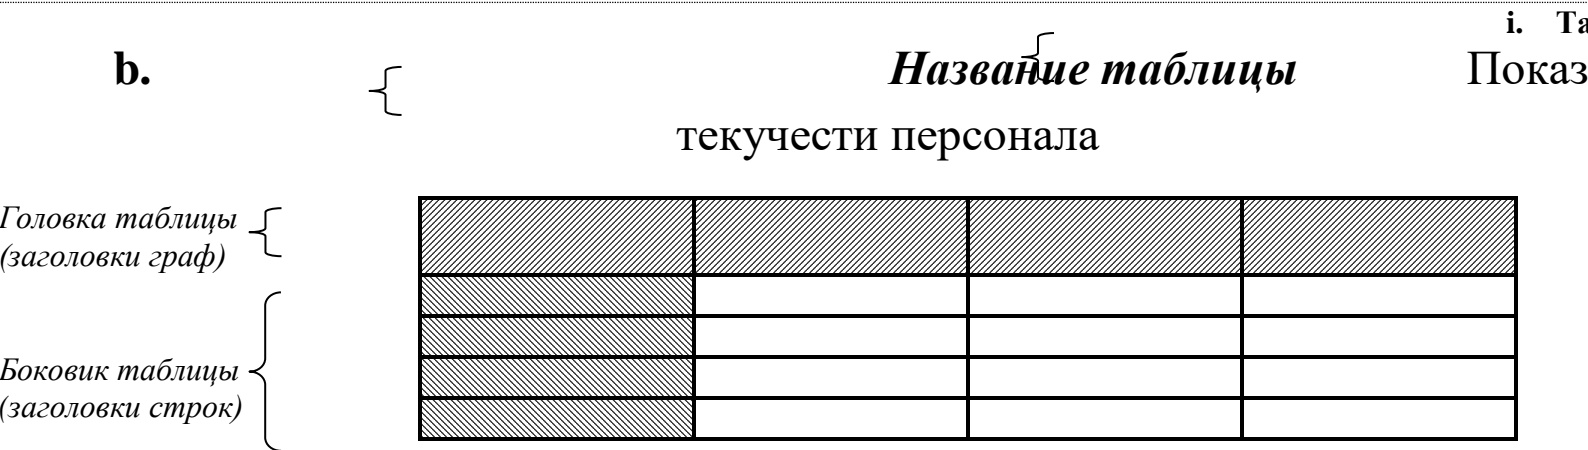 i. Та
b. Название таблицы Показ
текучести персонала
Головка таблицы
(заголовки граф)
Боковик таблицы
(заголовки строк)